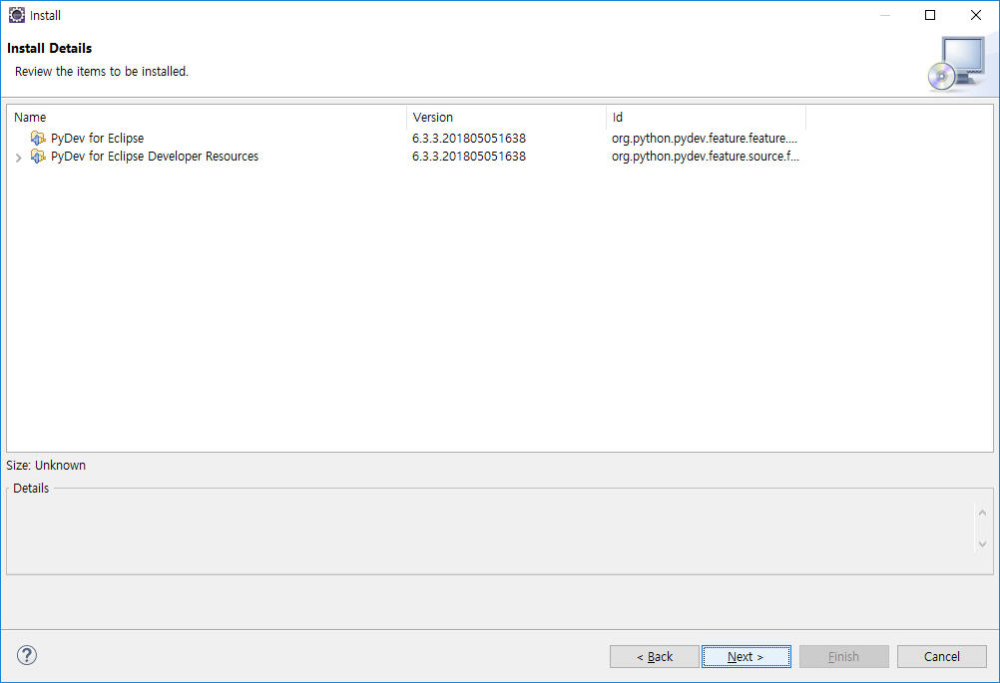 Install
Install Details
Review the items to be installed.
Name Version Id
PyDev for Eclipse 6.3.3.201805051638 org.python.pydev.feature.feature....
PyDev for Eclipse Developer Resources 6.3.3.201805051638 org.python.pydev.feature.source.f...
Size: Unknown
Details
? < Back Next > Finish Cancel